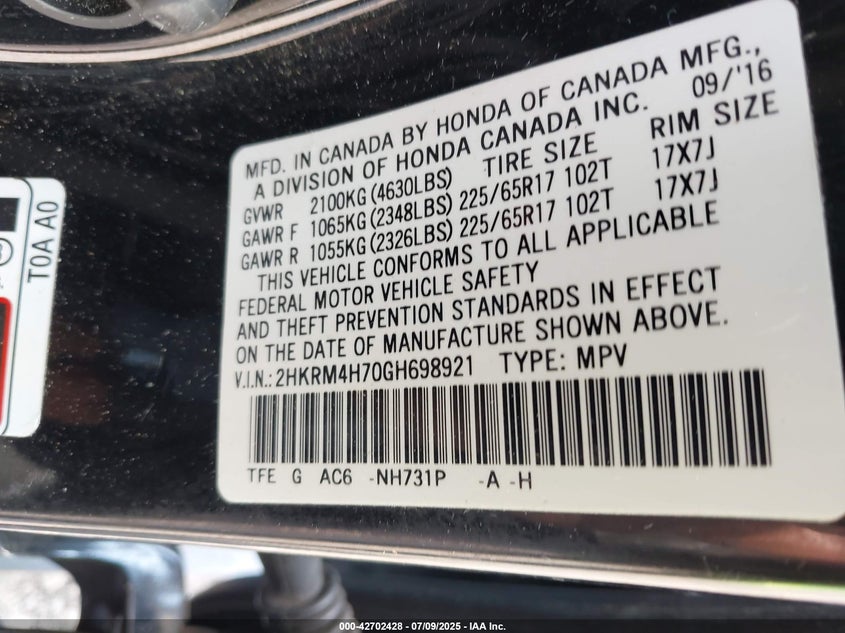 MFD. IN CANADA BY HONDA OF CANADA MFG.,
A DIVISION OF HONDA CANADA INC. 09/'16
GVWR 2100KG (4630LBS) TIRE SIZE RIM SIZE
GAWR F 1065KG (2348LBS) 225/65R17 102T 17X7J
GAWR R 1055KG (2326LBS) 225/65R17 102T 17X7J
THIS VEHICLE CONFORMS TO ALL APPLICABLE
FEDERAL MOTOR VEHICLE SAFETY
AND THEFT PREVENTION STANDARDS IN EFFECT
ON THE DATE OF MANUFACTURE SHOWN ABOVE.
V.I.N.: 2HKRM4H70GH698921 TYPE: MPV
TFE G AC6 -NH731P -A -H
T0A A0
000-42702428 - 07/09/2025 - IAA Inc.